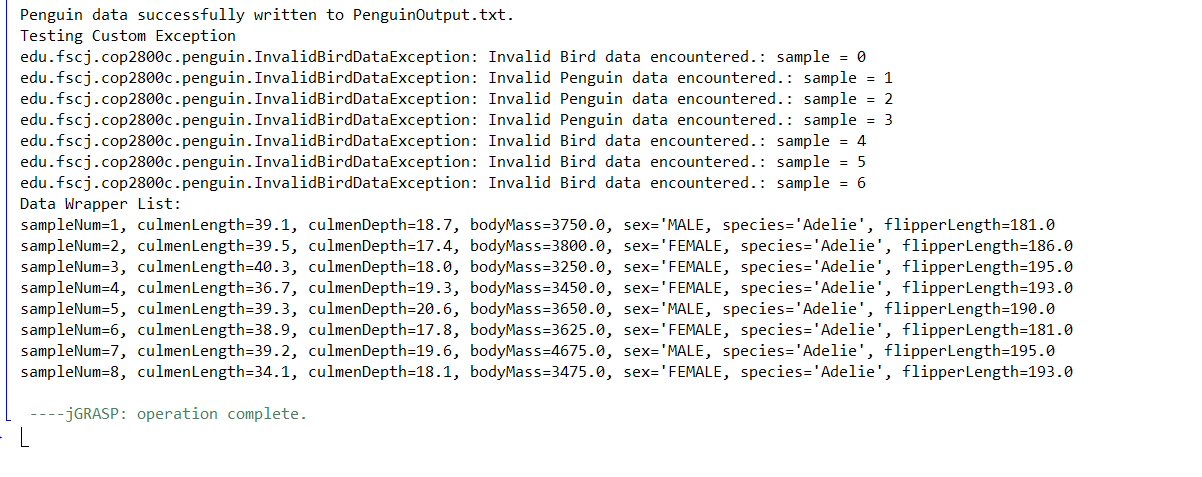 Penguin data successfully written to PenguinOutput.txt.
Testing Custom Exception
edu.fscj.cop2800c.penguin.InvalidBirdDataException: Invalid Bird data encountered.: sample = 0
edu.fscj.cop2800c.penguin.InvalidBirdDataException: Invalid Penguin data encountered.: sample = 1
edu.fscj.cop2800c.penguin.InvalidBirdDataException: Invalid Penguin data encountered.: sample = 2
edu.fscj.cop2800c.penguin.InvalidBirdDataException: Invalid Penguin data encountered.: sample = 3
edu.fscj.cop2800c.penguin.InvalidBirdDataException: Invalid Bird data encountered.: sample = 4
edu.fscj.cop2800c.penguin.InvalidBirdDataException: Invalid Bird data encountered.: sample = 5
edu.fscj.cop2800c.penguin.InvalidBirdDataException: Invalid Bird data encountered.: sample = 6
Data Wrapper List:
sampleNum=1, culmenLength=39.1, culmenDepth=18.7, bodyMass=3750.0, sex='MALE, species='Adelie', flipperLength=181.0
sampleNum=2, culmenLength=39.5, culmenDepth=17.4, bodyMass=3800.0, sex='FEMALE, species='Adelie', flipperLength=186.0
sampleNum=3, culmenLength=40.3, culmenDepth=18.0, bodyMass=3250.0, sex='FEMALE, species='Adelie', flipperLength=195.0
sampleNum=4, culmenLength=36.7, culmenDepth=19.3, bodyMass=3450.0, sex='FEMALE, species='Adelie', flipperLength=193.0
sampleNum=5, culmenLength=39.3, culmenDepth=20.6, bodyMass=3650.0, sex='MALE, species='Adelie', flipperLength=190.0
sampleNum=6, culmenLength=38.9, culmenDepth=17.8, bodyMass=3625.0, sex='FEMALE, species='Adelie', flipperLength=181.0
sampleNum=7, culmenLength=39.2, culmenDepth=19.6, bodyMass=4675.0, sex='MALE, species='Adelie', flipperLength=195.0
sampleNum=8, culmenLength=34.1, culmenDepth=18.1, bodyMass=3475.0, sex='FEMALE, species='Adelie', flipperLength=193.0
----jGRASP: operation complete.